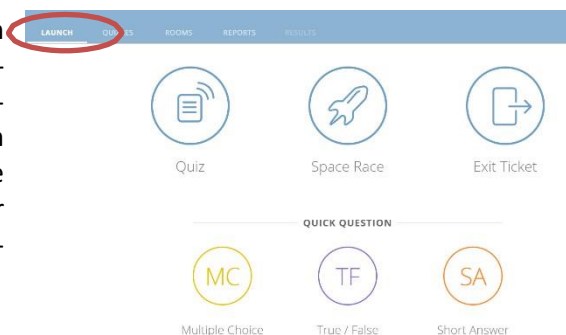 LAUNCH QUIZZES ROOMS REPORTS RESULTS
Quiz Space Race Exit Ticket
QUICK QUESTION
MC TF SA
Multiple Choice True / False Short Answer